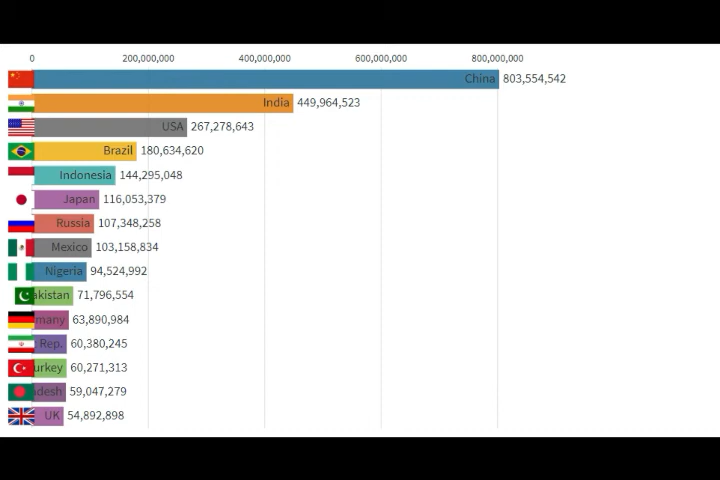 0 200,000,000 400,000,000 600,000,000 800,000,000
China 803,554,542
India 449,964,523
USA 267,278,643
Brazil 180,634,620
Indonesia 144,295,048
Japan 116,053,379
Russia 107,348,258
Mexico 103,158,834
Nigeria 94,524,992
akistan 71,796,554
many 63,890,984
Rep. 60,380,245
urkey 60,271,313
desh 59,047,279
UK 54,892,898